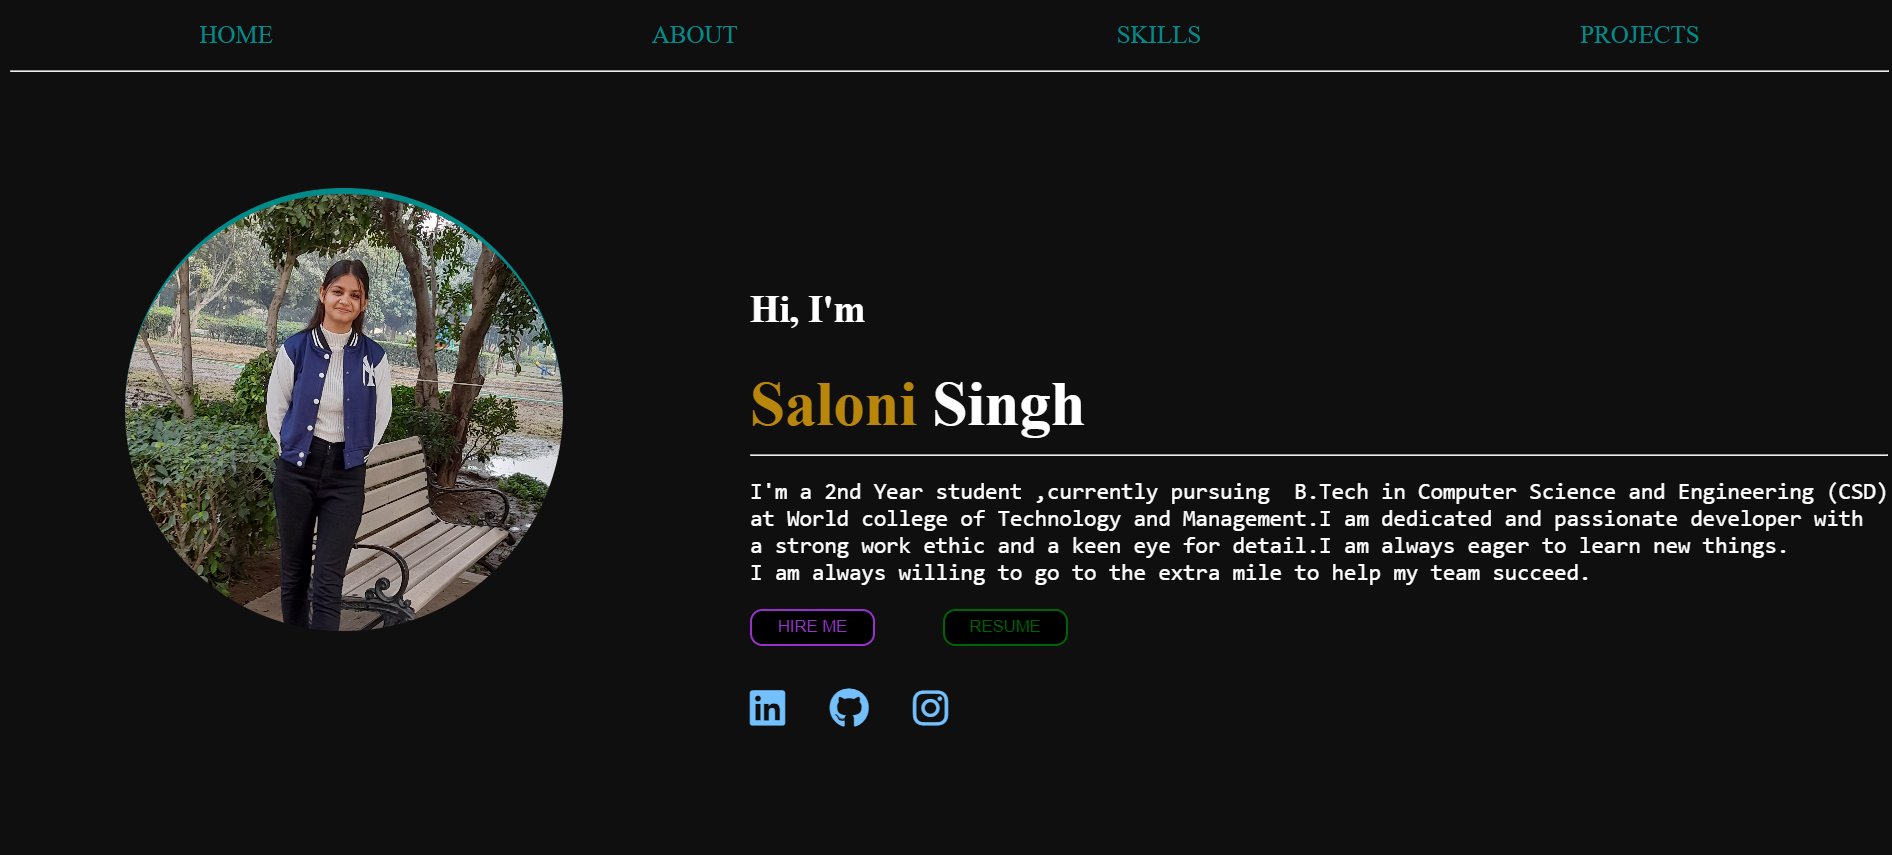 HOME ABOUT SKILLS PROJECTS
Hi, I'm
Saloni Singh
I'm a 2nd Year student ,currently pursuing  B.Tech in Computer Science and Engineering (CSD)
at World college of Technology and Management.I am dedicated and passionate developer with
a strong work ethic and a keen eye for detail.I am always eager to learn new things.
I am always willing to go to the extra mile to help my team succeed.
HIRE ME RESUME
in